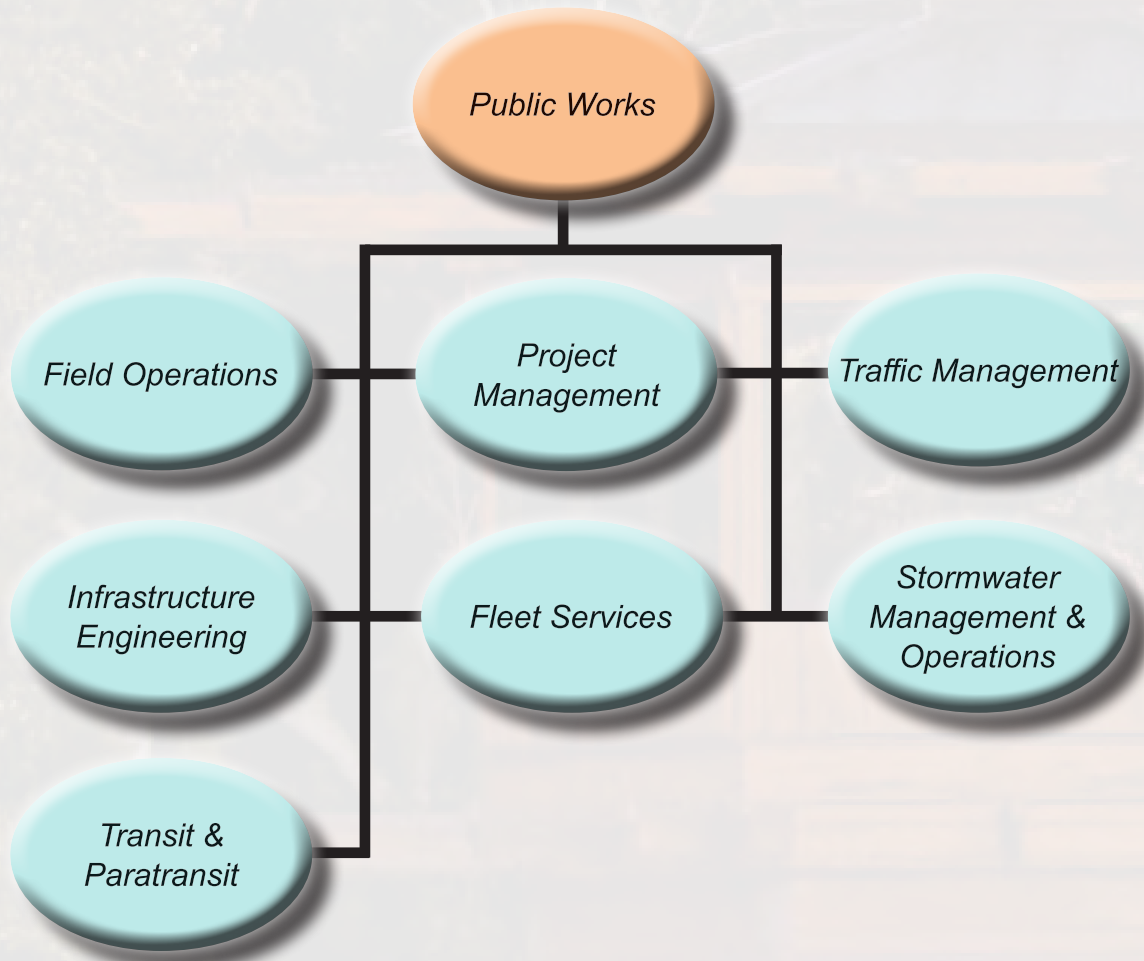 Public Works
Field Operations
Project
Management
Traffic Management
Infrastructure
Engineering
Fleet Services
Stormwater
Management &
Operations
Transit &
Paratransit